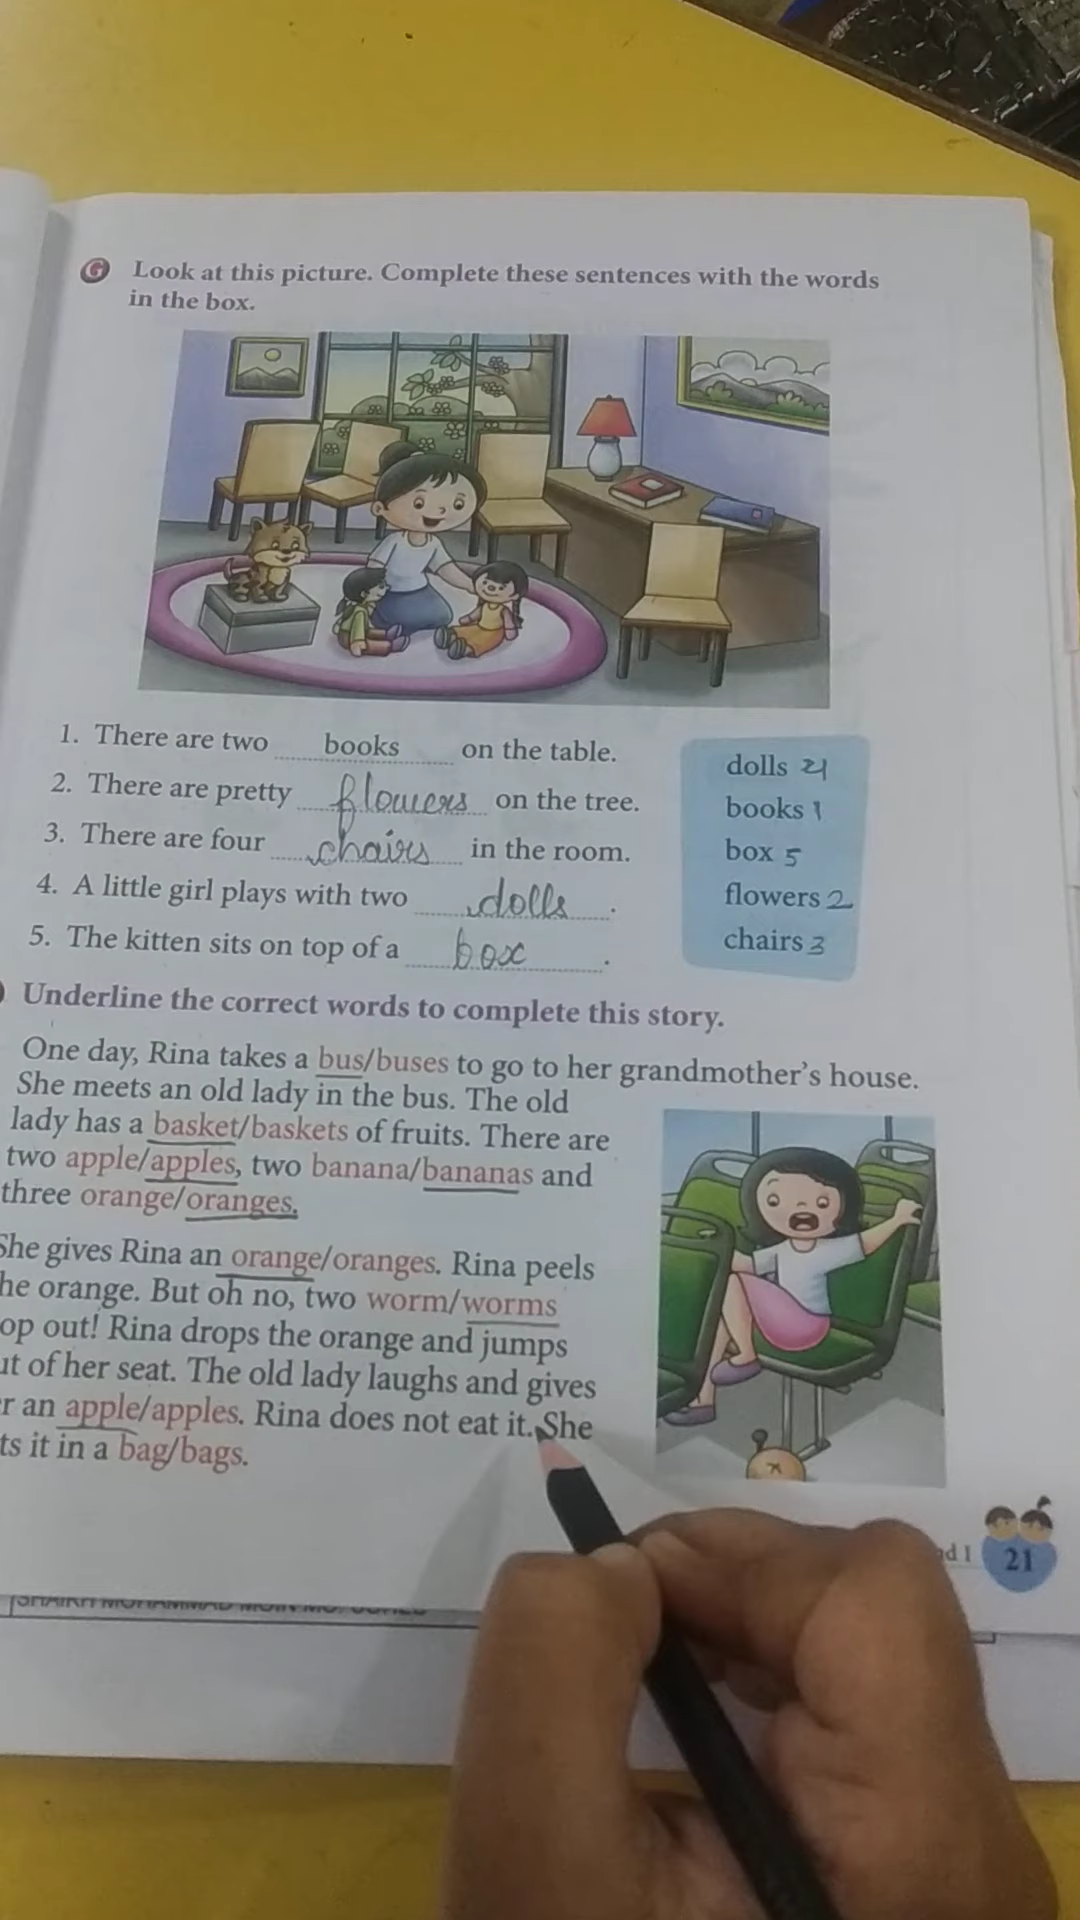 G Look at this picture. Complete these sentences with the words
in the box.
1. There are two books on the table.
2. There are pretty flowers on the tree.
3. There are four chairs in the room.
4. A little girl plays with two dolls.
5. The kitten sits on top of a box.
dolls 4
books 1
box 5
flowers 2
chairs 3
Underline the correct words to complete this story.
One day, Rina takes a bus/buses to go to her grandmother's house.
She meets an old lady in the bus. The old
lady has a basket/baskets of fruits. There are
two apple/apples, two banana/bananas and
three orange/oranges.
She gives Rina an orange/oranges. Rina peels
he orange. But oh no, two worm/worms
op out! Rina drops the orange and jumps
ut of her seat. The old lady laughs and gives
r an apple/apples. Rina does not eat it. She
ts it in a bag/bags.
d 1 21